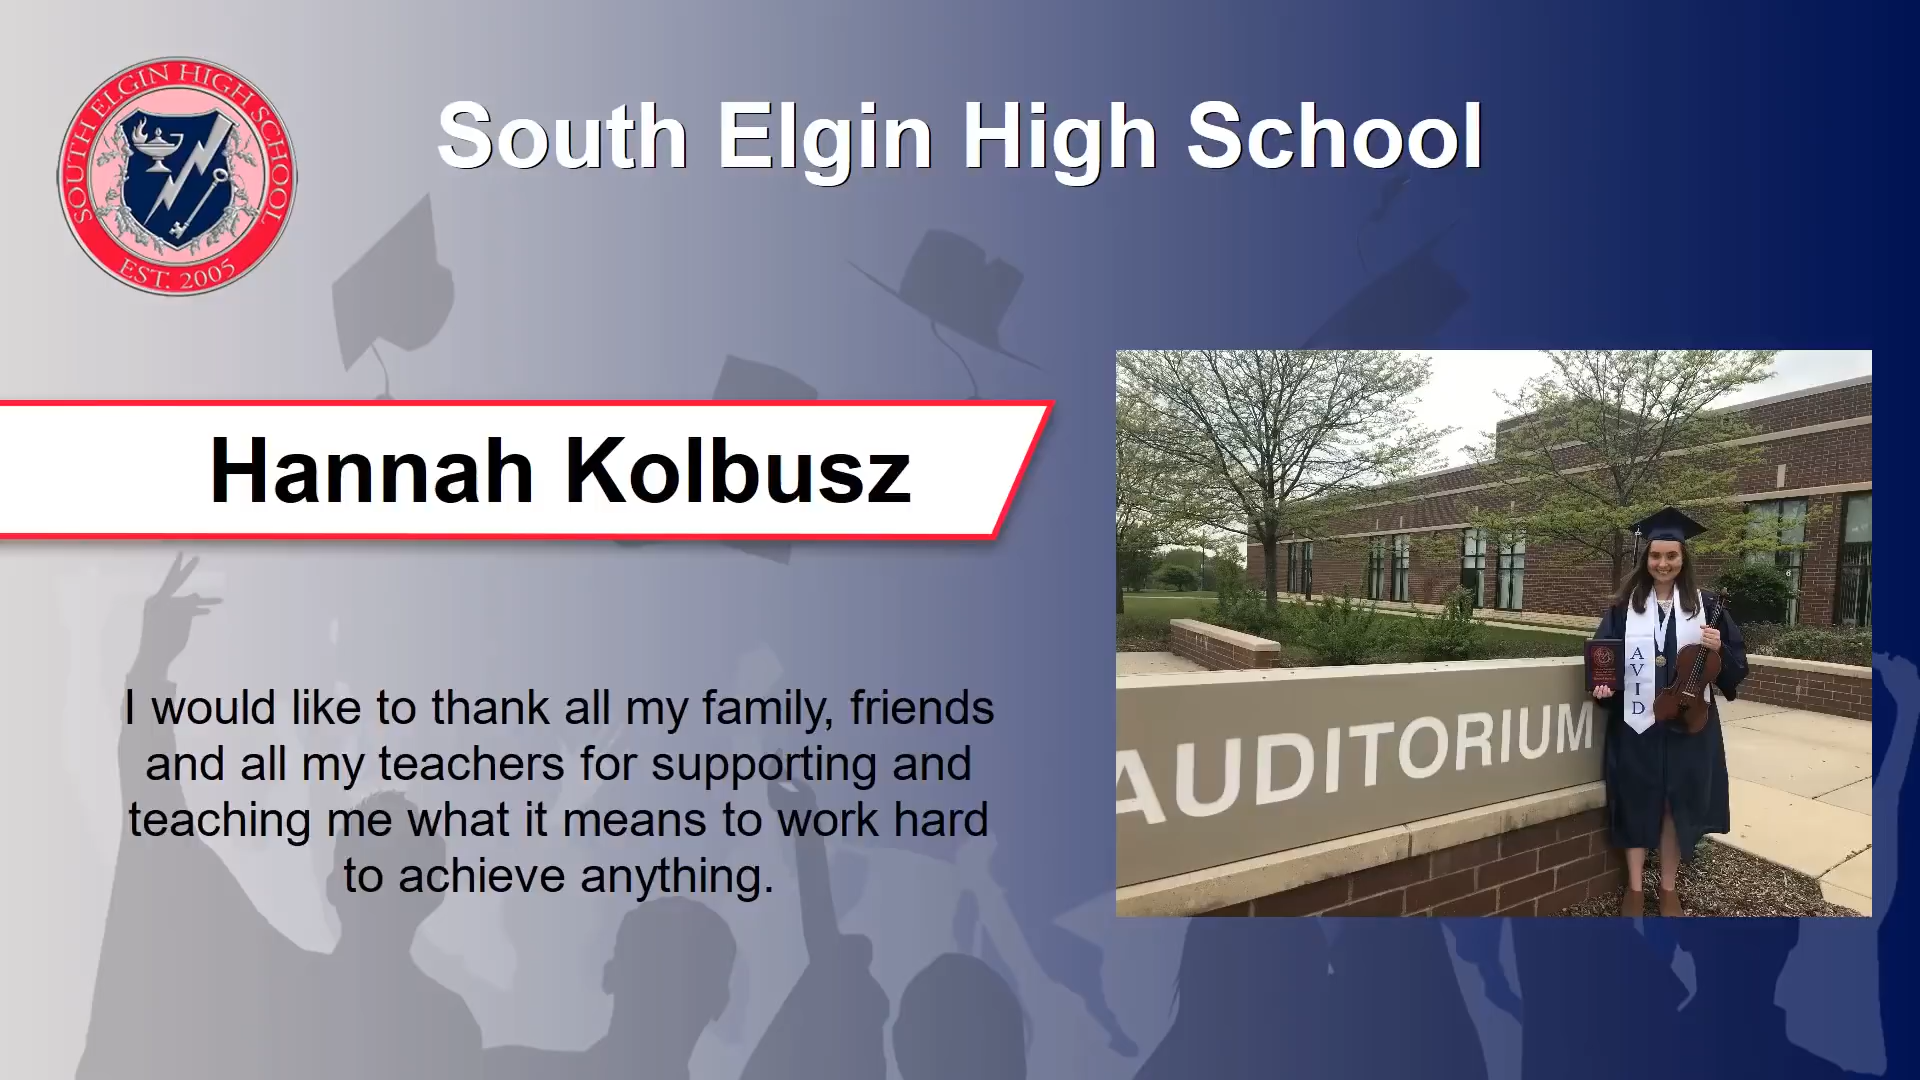 SOUTH ELGIN HIGH SCHOOL
EST. 2005
South Elgin High School
Hannah Kolbusz
I would like to thank all my family, friends
and all my teachers for supporting and
teaching me what it means to work hard
to achieve anything.
AVID
AUDITORIUM
6